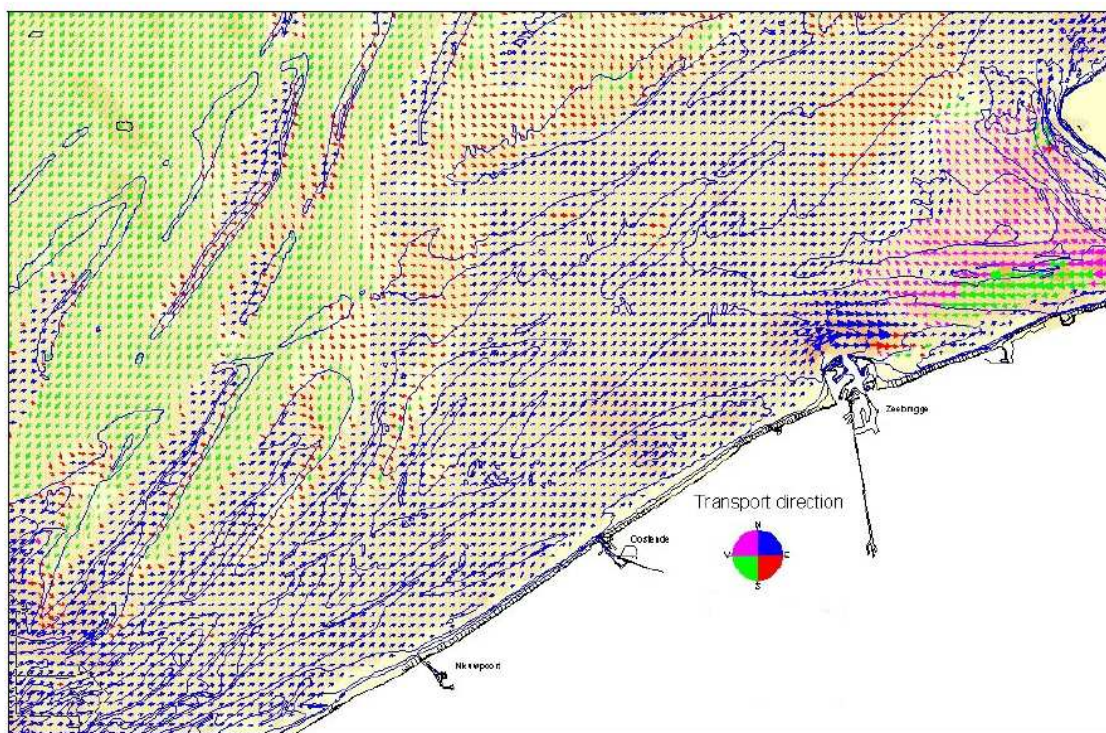 Zeebrugge
Transport direction
N
E
S
Oostende
Nieuwpoort